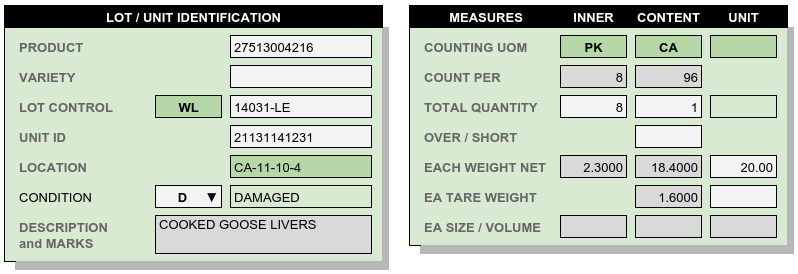 LOT / UNIT IDENTIFICATION
PRODUCT 27513004216
VARIETY
LOT CONTROL WL 14031-LE
UNIT ID 21131141231
LOCATION CA-11-10-4
CONDITION D ▼ DAMAGED
DESCRIPTION and MARKS COOKED GOOSE LIVERS
MEASURES INNER CONTENT UNIT
COUNTING UOM PK CA
COUNT PER 8 96
TOTAL QUANTITY 8 1
OVER / SHORT
EACH WEIGHT NET 2.3000 18.4000 20.00
EA TARE WEIGHT 1.6000
EA SIZE / VOLUME